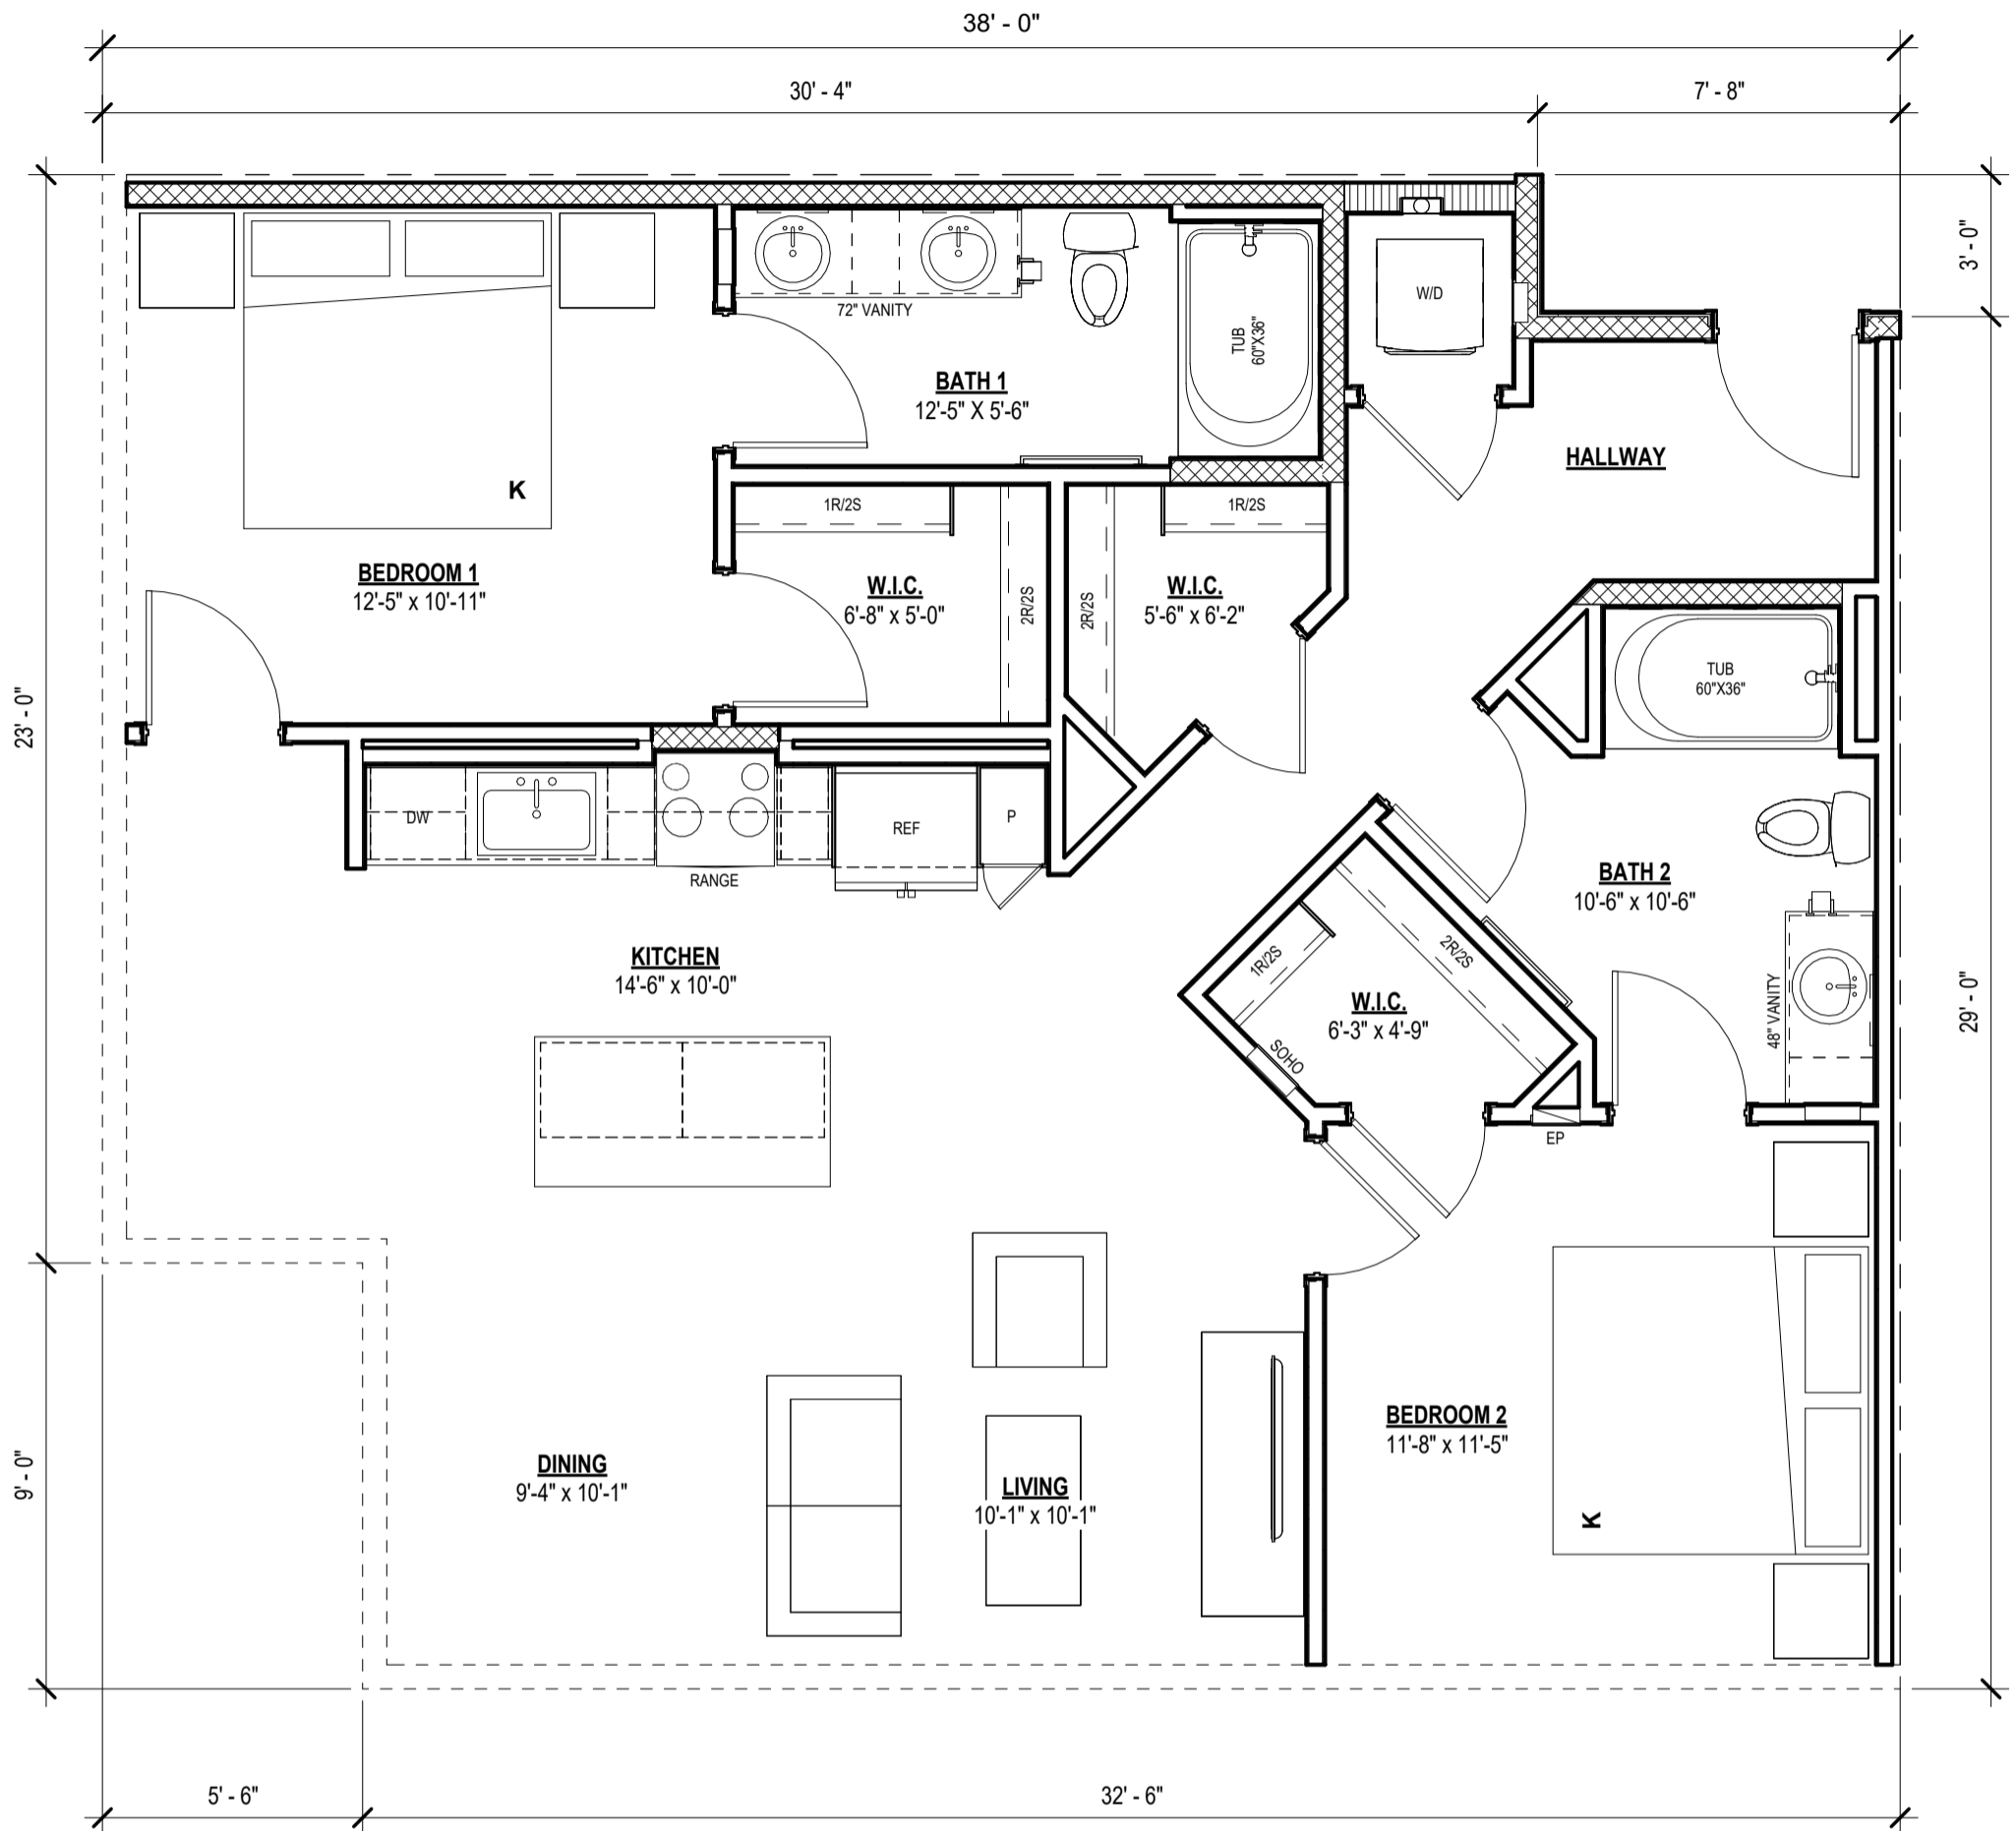 38' - 0"
30' - 4"
7' - 8"
3' - 0"
23' - 0"
9' - 0"
29' - 0"
72" VANITY
TUB
60"X36"
W/D
BATH 1
12'-5" X 5'-6"
HALLWAY
K
BEDROOM 1
12'-5" x 10'-11"
1R/2S
W.I.C.
6'-8" x 5'-0"
2R/2S
2R/2S
1R/2S
W.I.C.
5'-6" x 6'-2"
TUB
60"X36"
DW
RANGE
REF
P
KITCHEN
14'-6" x 10'-0"
BATH 2
10'-6" x 10'-6"
48" VANITY
1R/2S
2R/2S
W.I.C.
6'-3" x 4'-9"
SOHO
EP
DINING
9'-4" x 10'-1"
LIVING
10'-1" x 10'-1"
BEDROOM 2
11'-8" x 11'-5"
K
5' - 6"
32' - 6"